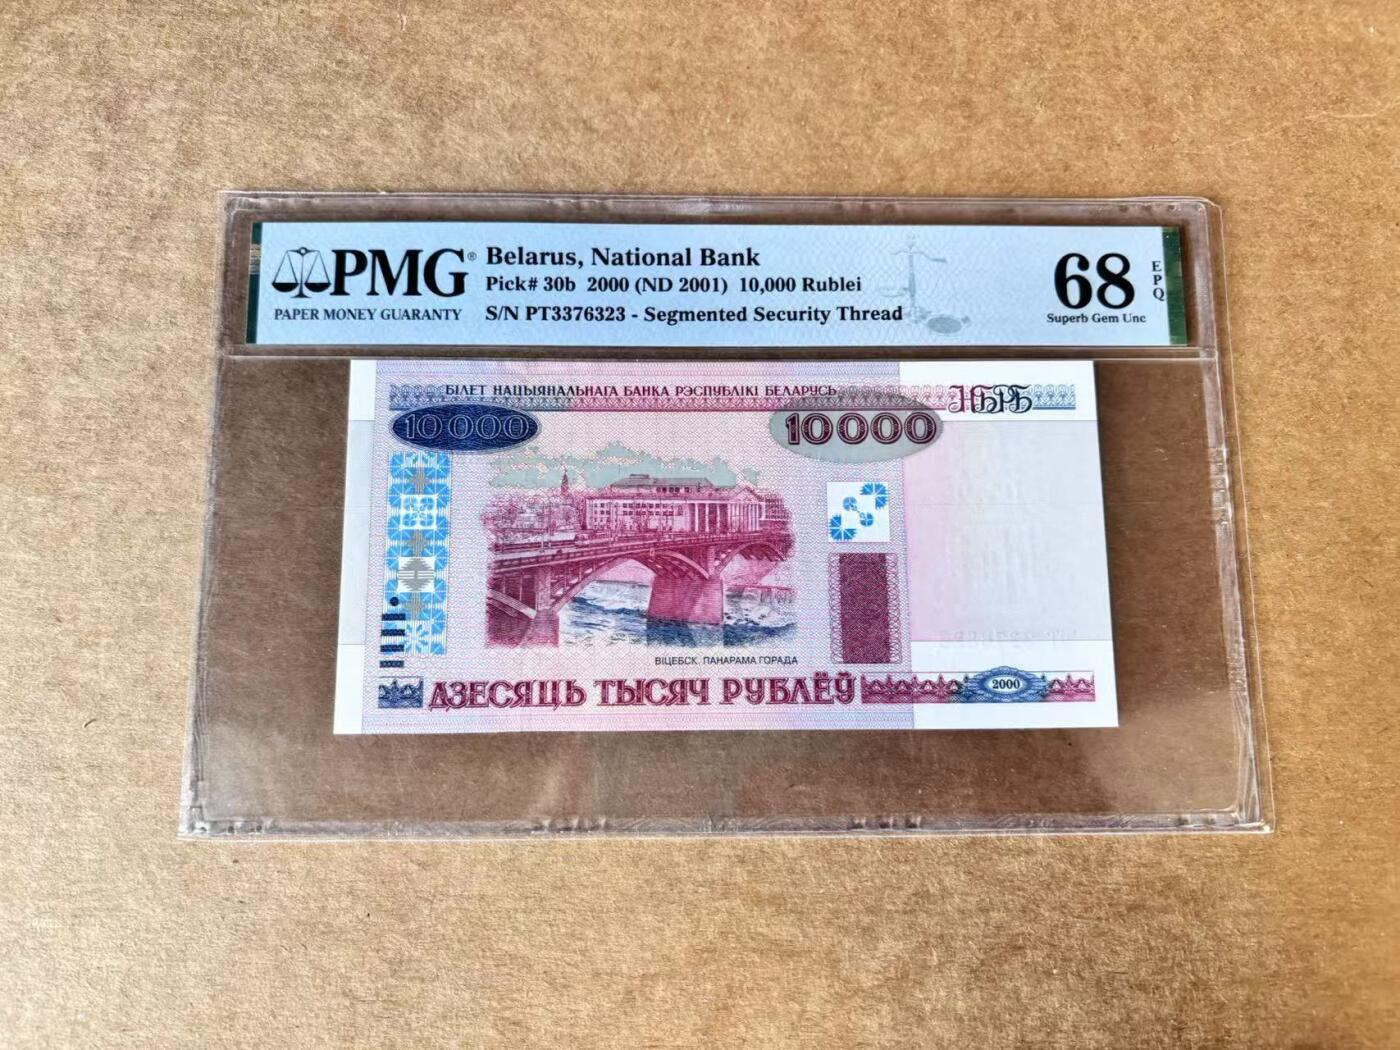 PMG®
PAPER MONEY GUARANTY
Belarus, National Bank
Pick# 30b 2000 (ND 2001) 10,000 Rublei
S/N PT3376323 - Segmented Security Thread
68
EPQ
Superb Gem Unc
БІЛЕТ НАЦЫЯНАЛЬНАГА БАНКА РЭСПУБЛІКІ БЕЛАРУСЬ
НБРБ
10 000
10000
ВІЦЕБСК. ПАНАРАМА ГОРАДА
ДЗЕСЯЦЬ ТЫСЯЧ РУБЛЁЎ
2000